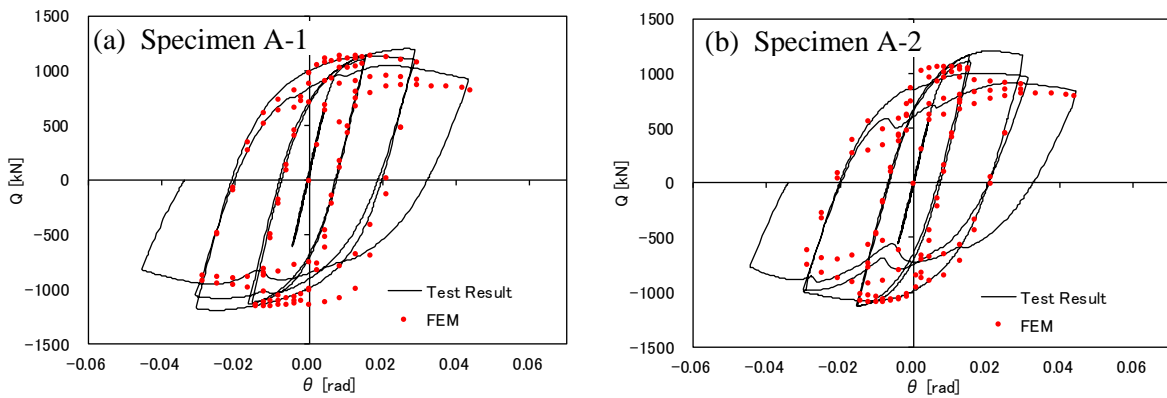 (a) Specimen A-1
1500
1000
500
0
−500
−1000
−1500
Q [kN]
−0.06 −0.04 −0.02 0.00 0.02 0.04 0.06
θ [rad]
Test Result
FEM
(b) Specimen A-2
1500
1000
500
0
−500
−1000
−1500
Q [kN]
−0.06 −0.04 −0.02 0.00 0.02 0.04 0.06
θ [rad]
Test Result
FEM